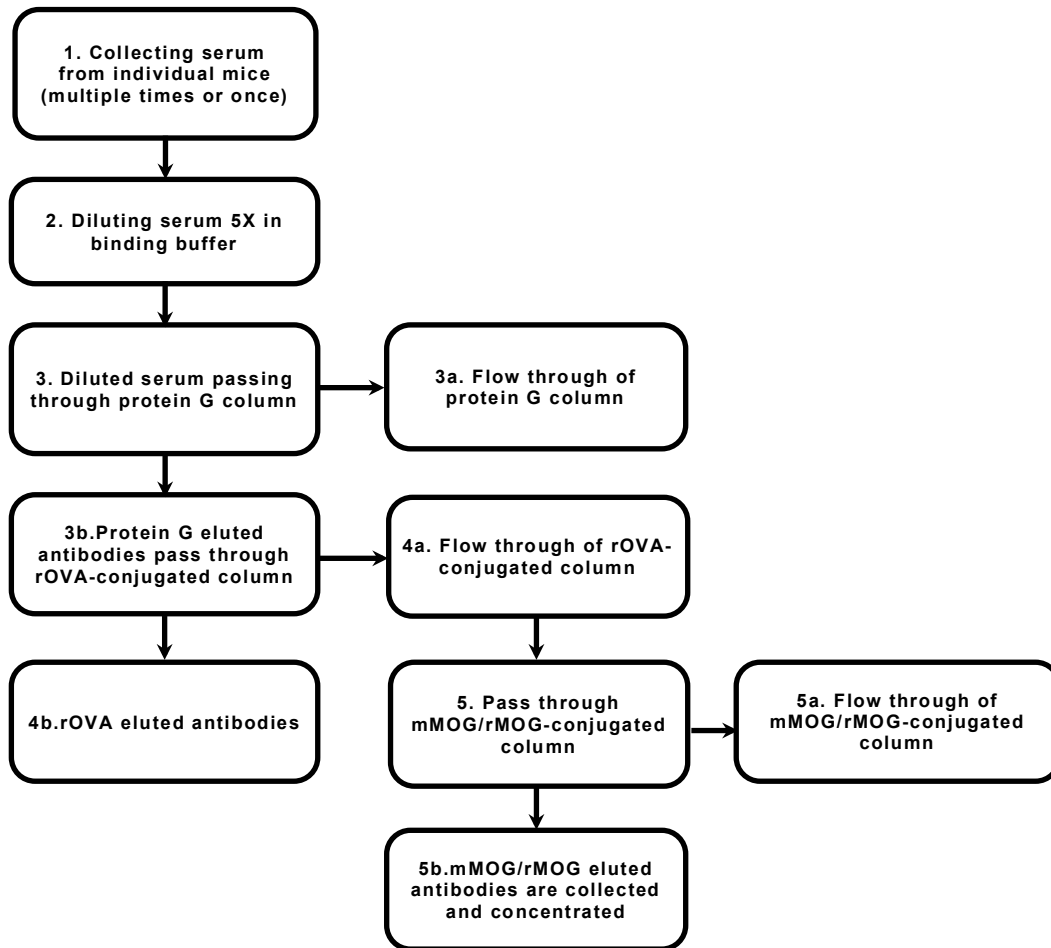 1. Collecting serum
from individual mice
(multiple times or once)
2. Diluting serum 5X in
binding buffer
3. Diluted serum passing
through protein G column
3a. Flow through of
protein G column
3b.Protein G eluted
antibodies pass through
rOVA-conjugated column
4a. Flow through of rOVA-
conjugated column
4b.rOVA eluted antibodies
5. Pass through
mMOG/rMOG-conjugated
column
5a. Flow through of
mMOG/rMOG-conjugated
column
5b.mMOG/rMOG eluted
antibodies are collected
and concentrated